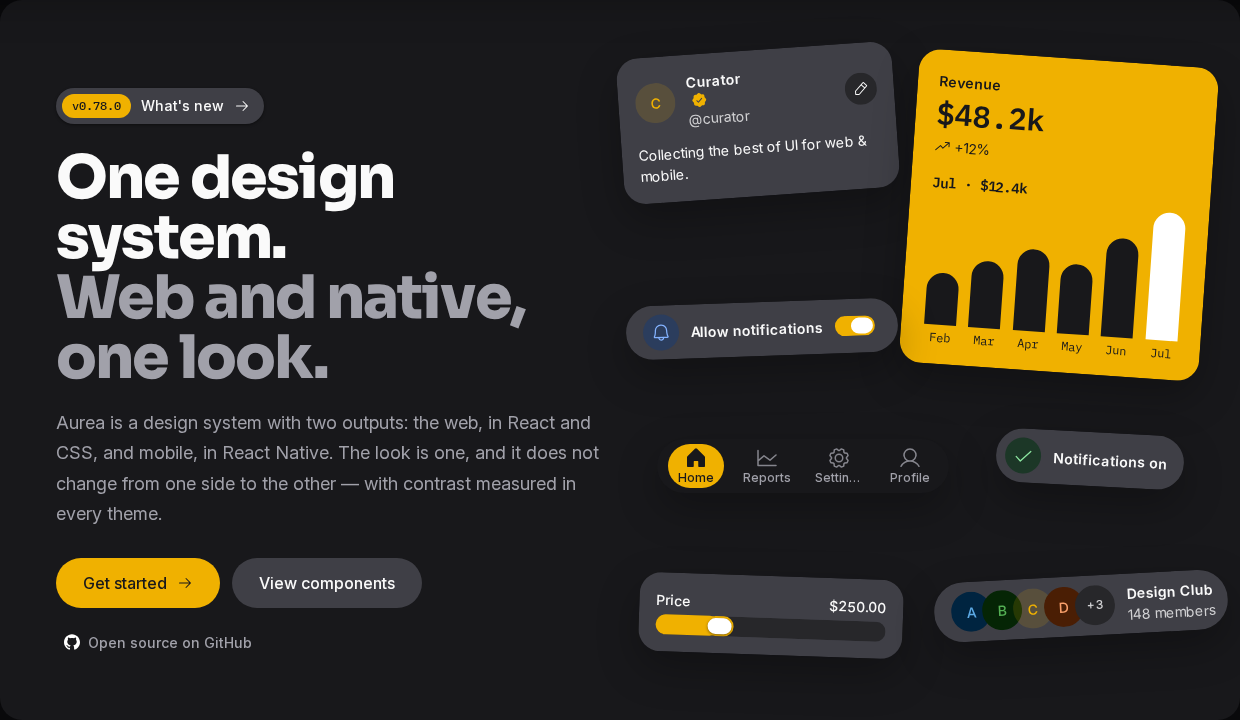 v0.78.0 What's new
One design
system.
Web and native,
one look.
Aurea is a design system with two outputs: the web, in React and
CSS, and mobile, in React Native. The look is one, and it does not
change from one side to the other — with contrast measured in
every theme.
Get started
View components
Open source on GitHub
C
Curator
@curator
Collecting the best of UI for web &
mobile.
Revenue
$48.2k
+12%
Jul · $12.4k
Feb Mar Apr May Jun Jul
Allow notifications
Home Reports Settin… Profile
Notifications on
Price $250.00
A B C D +3
Design Club
148 members